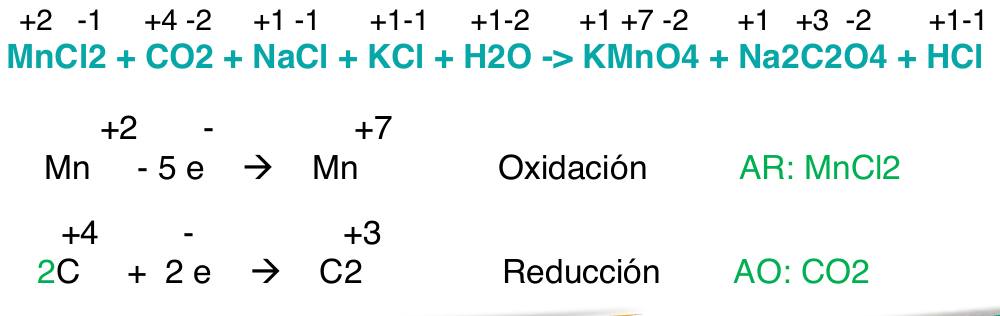 +2 -1 +4 -2 +1 -1 +1-1 +1-2 +1 +7 -2 +1 +3 -2 +1-1
MnCl2 + CO2 + NaCl + KCl + H2O -> KMnO4 + Na2C2O4 + HCl
+2 - +7
Mn - 5 e → Mn Oxidación AR: MnCl2
+4 - +3
2C + 2 e → C2 Reducción AO: CO2